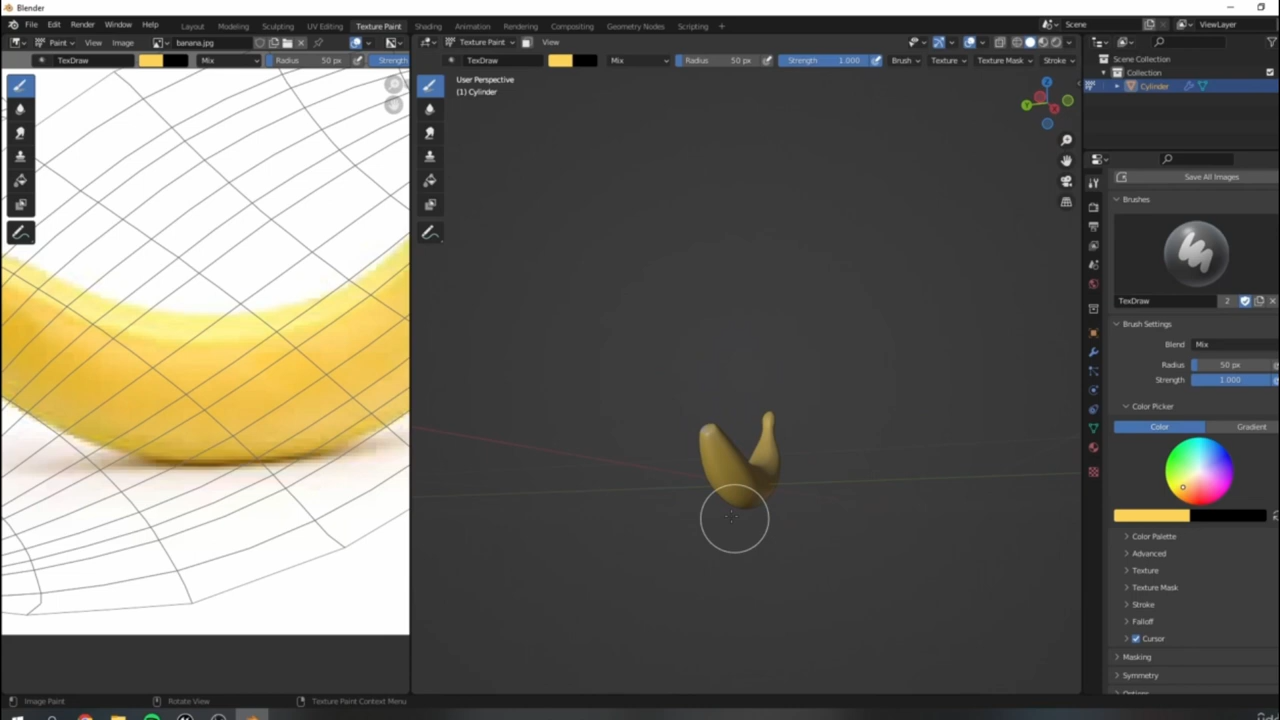 Blender
File Edit Render Window Help Layout Modeling Sculpting UV Editing Texture Paint Shading Animation Rendering Compositing Geometry Nodes Scripting + Scene ViewLayer
Paint View Image banana.jpg Texture Paint View
TexDraw Mix Radius 50 px Strength TexDraw Mix Radius 50 px Strength 1.000 Brush Texture Texture Mask Stroke
Scene Collection
Collection
Cylinder
User Perspective
(1) Cylinder
Z
Y
Save All Images
Brushes
TexDraw 2
Brush Settings
Blend Mix
Radius 50 px
Strength 1.000
Color Picker
Color Gradient
Color Palette
Advanced
Texture
Texture Mask
Stroke
Falloff
Cursor
Masking
Symmetry
Options
Image Paint Rotate View Texture Paint Context Menu